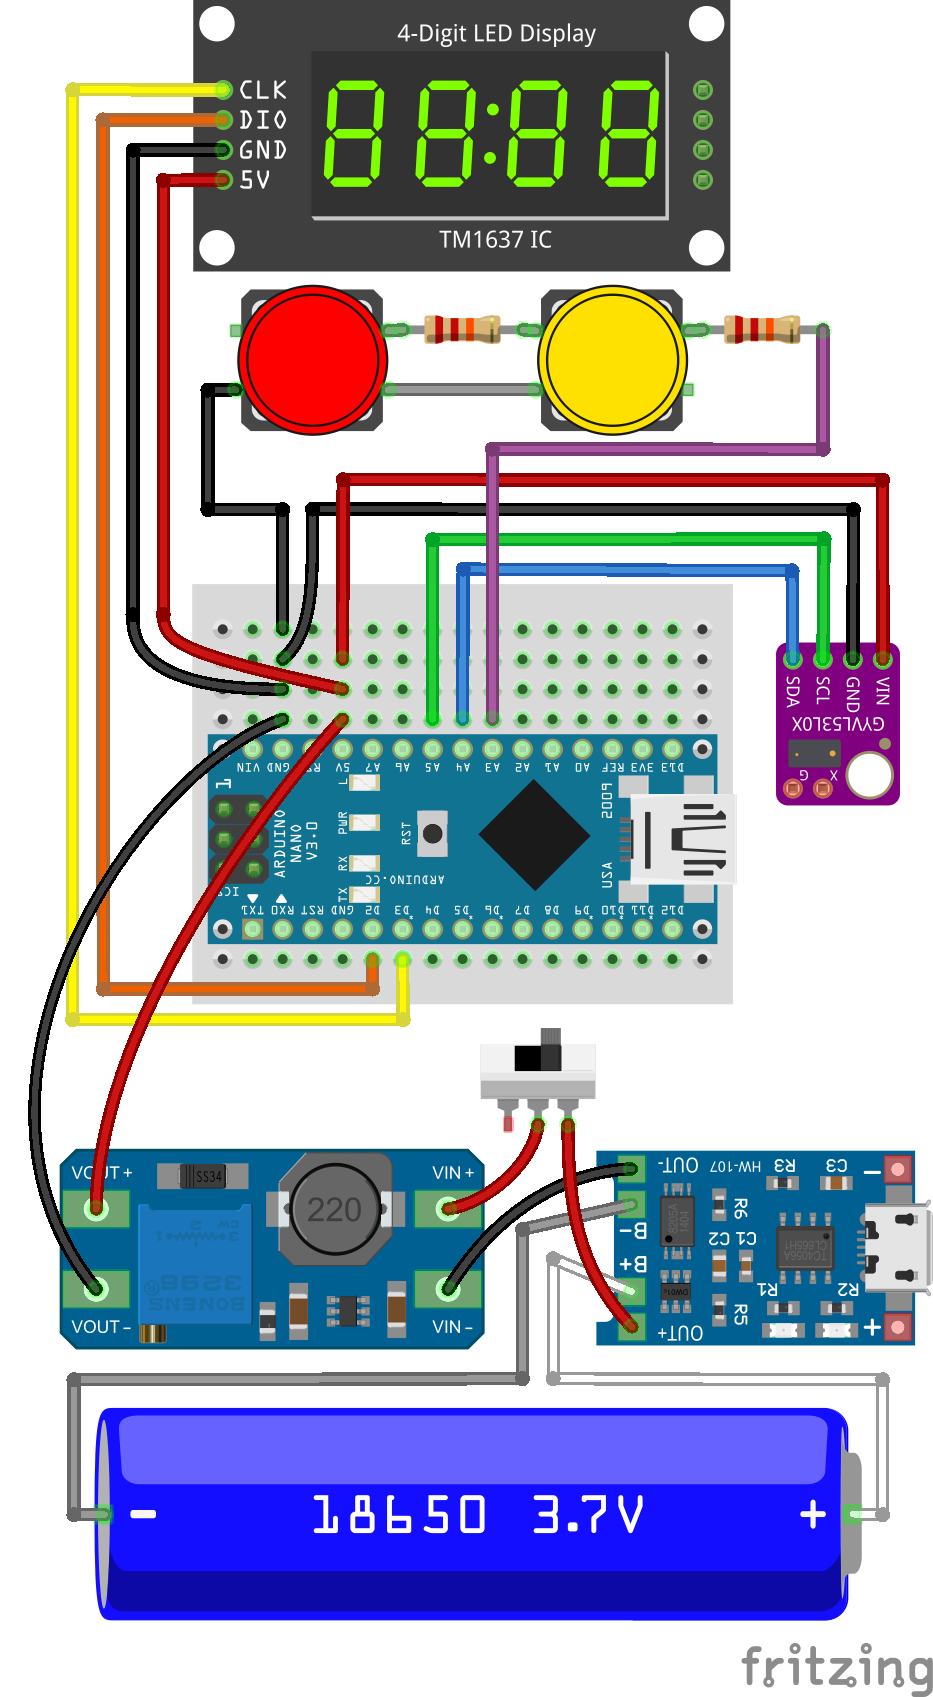 4-Digit LED Display
CLK
DIO
GND
5V
88:88
TM1637 IC
SDA
SCL
GND
VIN
GYVL53L0X
G
X
VIN
GND
RST
5V
A7
A6
A5
A4
A3
A2
A1
A0
REF
3V3
D13
L
PWR
RX
TX
RST
ARDUINO
NANO
V3.0
ARDUINO.CC
USA
TX1
RX0
RST
GND
D2
D3
D4
D5
D6
D7
D8
D9
D10
D11
D12
VOUT +
SS34
220
VIN +
3296
BONENS
VOUT -
VIN -
OUT-
HW-107
R3
C3
-
B-
R6
C2
C1
B+
R1
R2
R5
OUT+
+
- 18650 3.7V +
fritzing